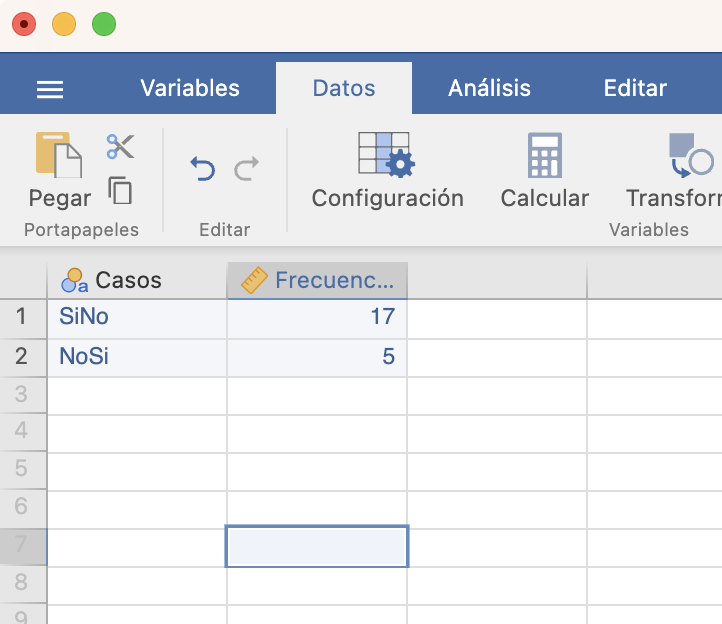 Variables Datos Análisis Editar
Pegar Configuración Calcular Transforr
Portapapeles Editar Variables
a Casos Frecuenc...
1 SiNo 17
2 NoSi 5
3
4
5
6
7
8
9